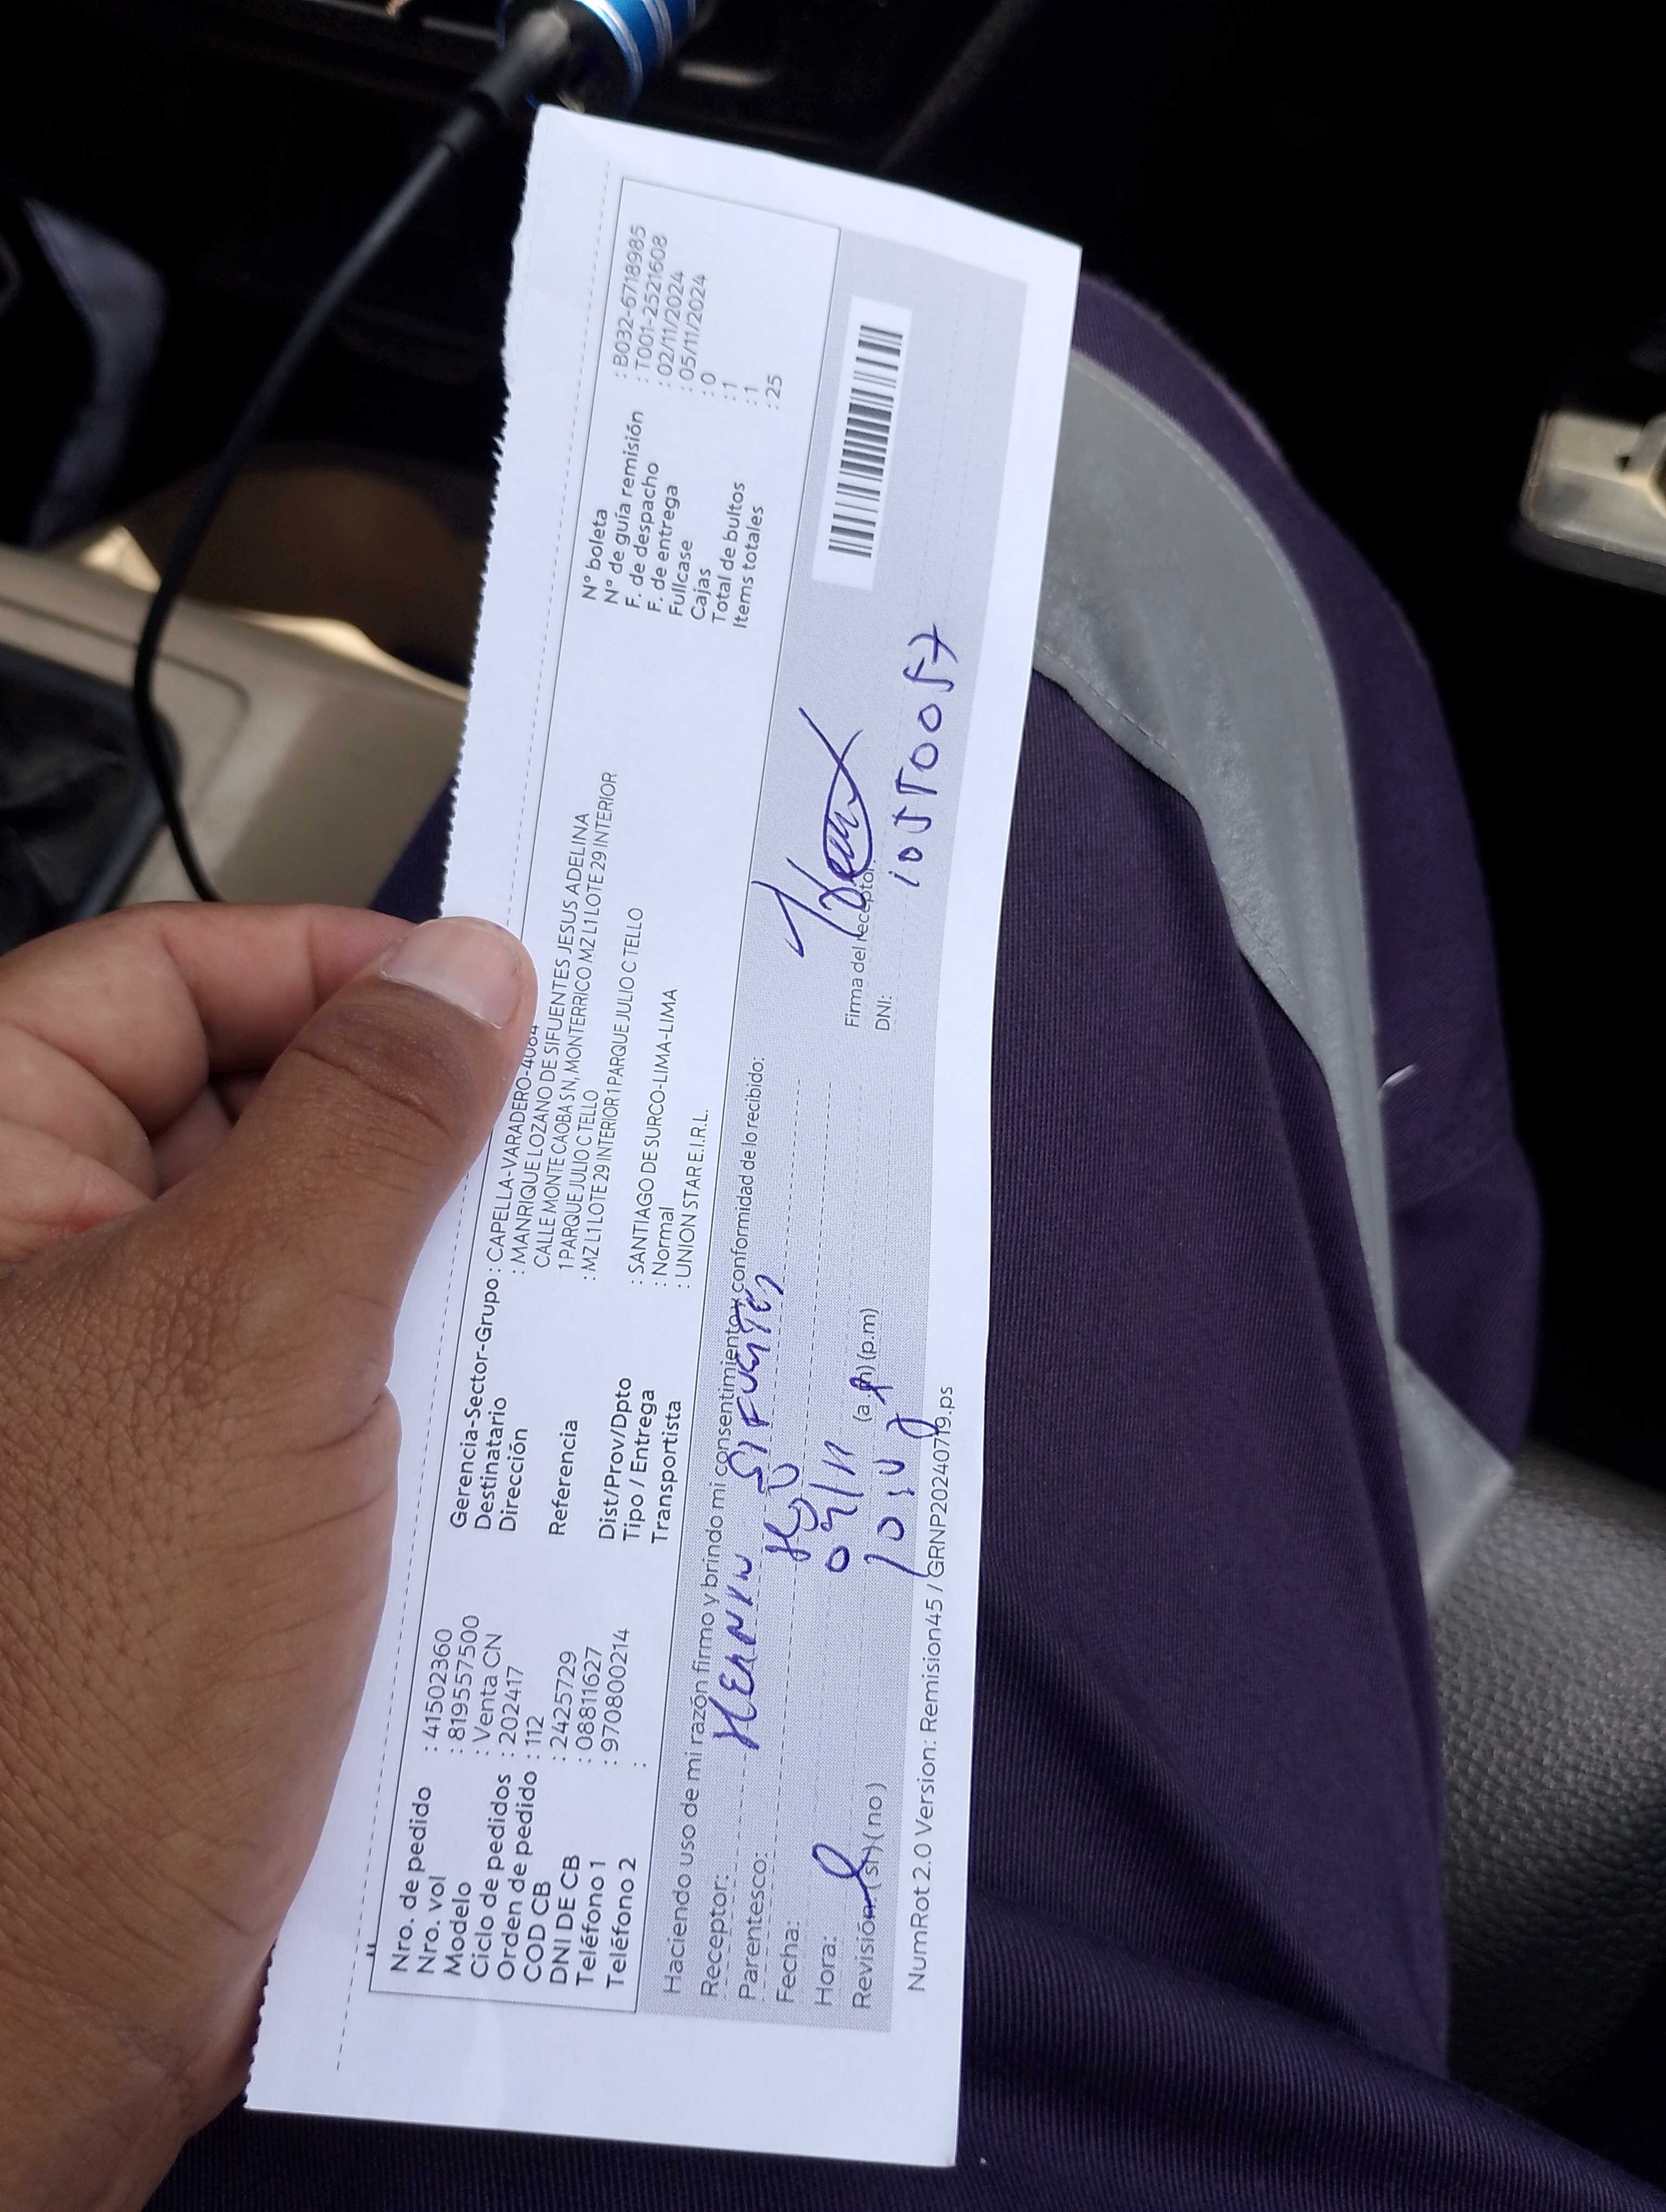 Nro. de pedido : 41502360
Nro. vol : 819557500
Modelo : Venta CN
Ciclo de pedidos : 202417
Orden de pedido : 112
COD CB : 2425729
DNI DE CB : 08811627
Teléfono 1 : 970800214
Teléfono 2 :
Gerencia-Sector-Grupo : CAPELLA-VARADERO-4084
Destinatario : MANRIQUE LOZANO DE SIFUENTES JESUS ADELINA
Dirección CALLE MONTE CAOBA S N, MONTERRICO MZ L1 LOTE 29 INTERIOR
1 PARQUE JULIO C TELLO
Referencia : MZ L1 LOTE 29 INTERIOR 1 PARQUE JULIO C TELLO
Dist/Prov/Dpto : SANTIAGO DE SURCO-LIMA-LIMA
Tipo / Entrega : Normal
Transportista : UNION STAR E.I.R.L.
N° boleta : B032-6718985
N° de guía remisión : T001-2521608
F. de despacho : 02/11/2024
F. de entrega : 05/11/2024
Fullcase : 0
Cajas : 1
Total de bultos : 1
Items totales : 25
Haciendo uso de mi razón firmo y brindo mi consentimiento y conformidad de lo recibido:
Receptor: SIFUENTES
Parentesco:
Fecha:
Hora: (p.m)
Revisión (si) (no)
Firma del receptor:
DNI:
NumRot 2.0 Version: Remision45 / GRNP20240719.ps